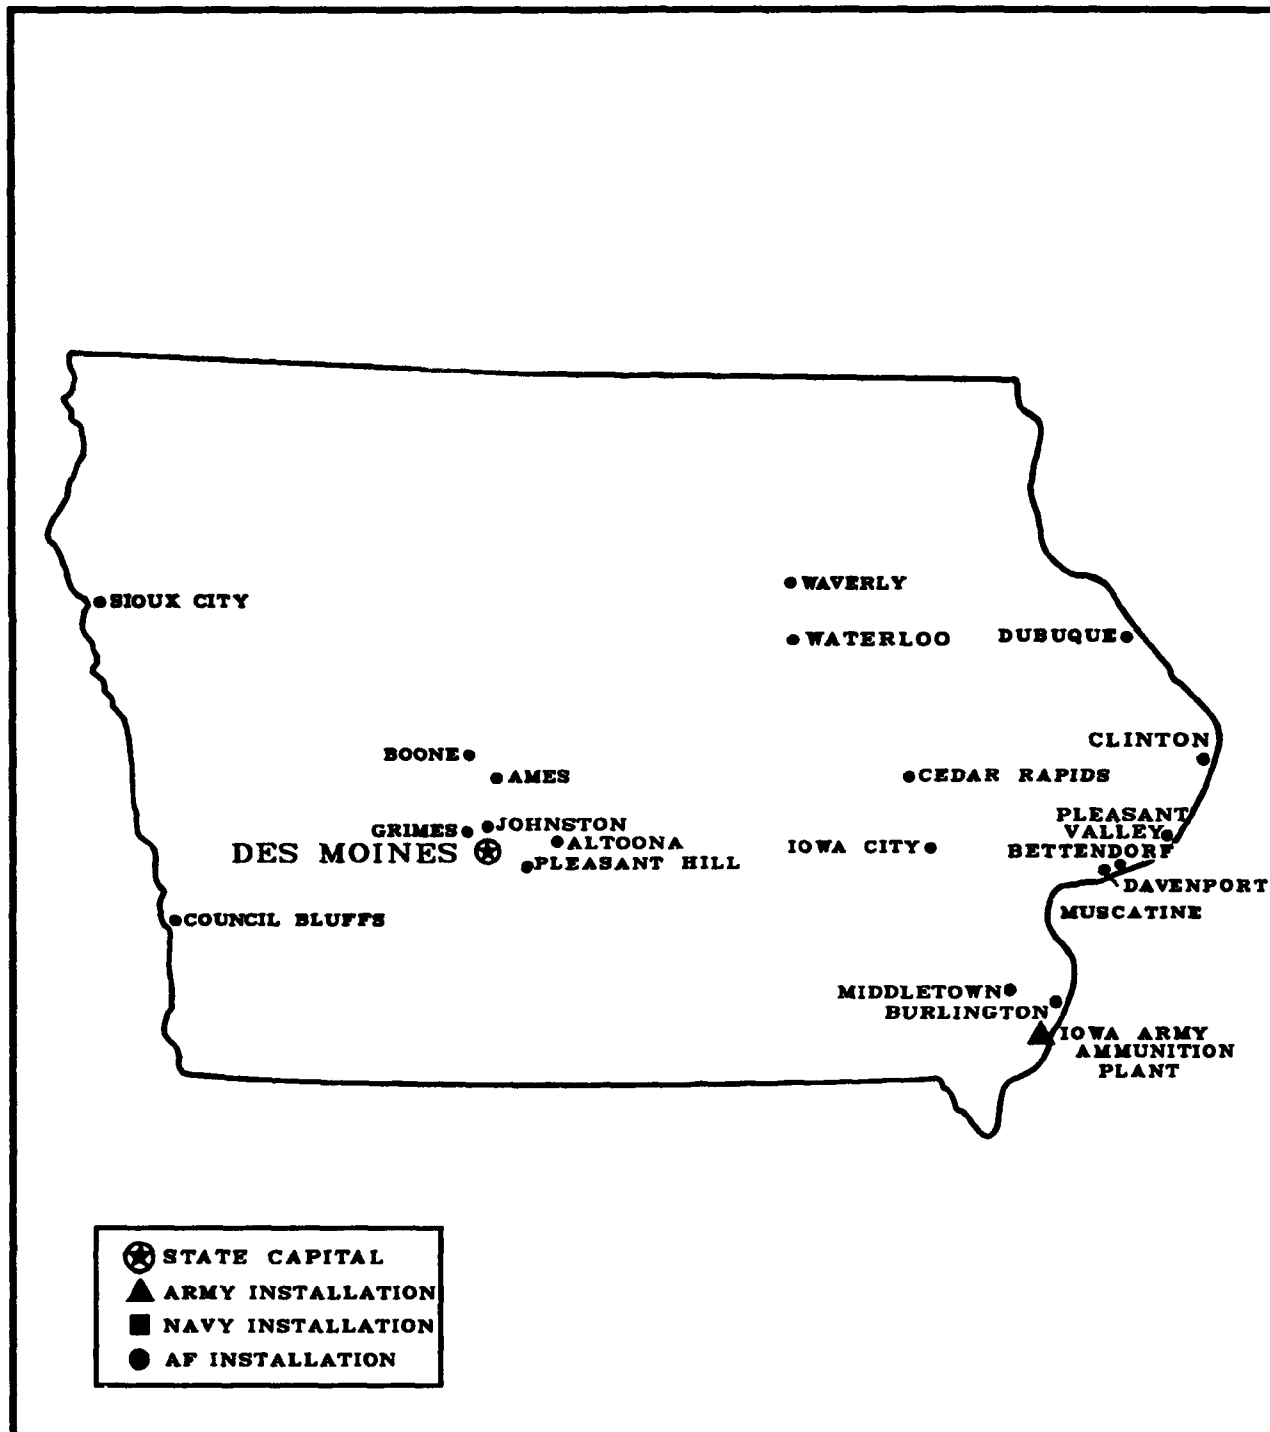 WAVERLY
SIOUX CITY
WATERLOO
DUBUQUE
CLINTON
BOONE
AMES
CEDAR RAPIDS
PLEASANT
VALLEY
GRIMES
JOHNSTON
ALTOONA
IOWA CITY
BETTENDORF
DES MOINES
PLEASANT HILL
DAVENPORT
MUSCATINE
COUNCIL BLUFFS
MIDDLETOWN
BURLINGTON
IOWA ARMY
AMMUNITION
PLANT
STATE CAPITAL
ARMY INSTALLATION
NAVY INSTALLATION
AF INSTALLATION